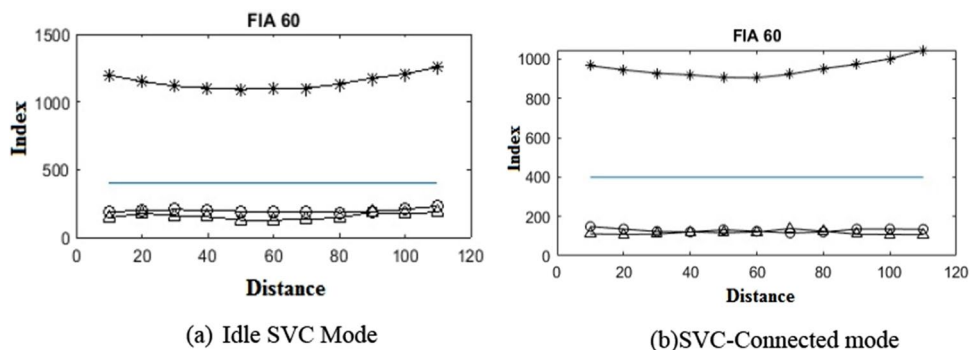 FIA 60
1500
1000
500
0
Index
0 20 40 60 80 100 120
Distance
(a) Idle SVC Mode
FIA 60
1000
800
600
400
200
0
Index
0 20 40 60 80 100 120
Distance
(b)SVC-Connected mode